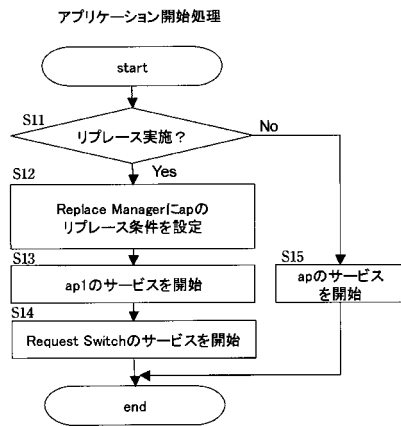 アプリケーション開始処理
start
S11
リプレース実施？
No
Yes
S12
Replace Managerにapの
リプレース条件を設定
S13
ap1のサービスを開始
S15
apのサービス
を開始
S14
Request Switchのサービスを開始
end